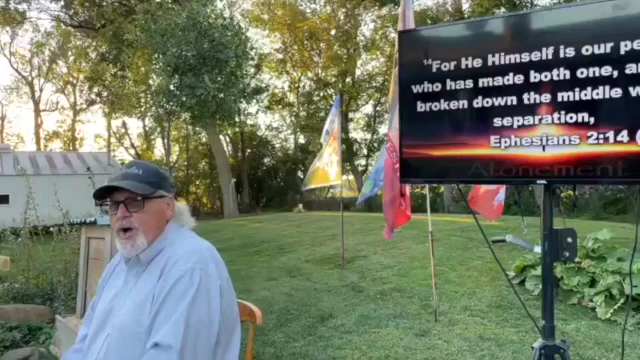 ¹⁴For He Himself is our pe
who has made both one, a
broken down the middle w
separation,
Ephesians 2:14 (
Atonement